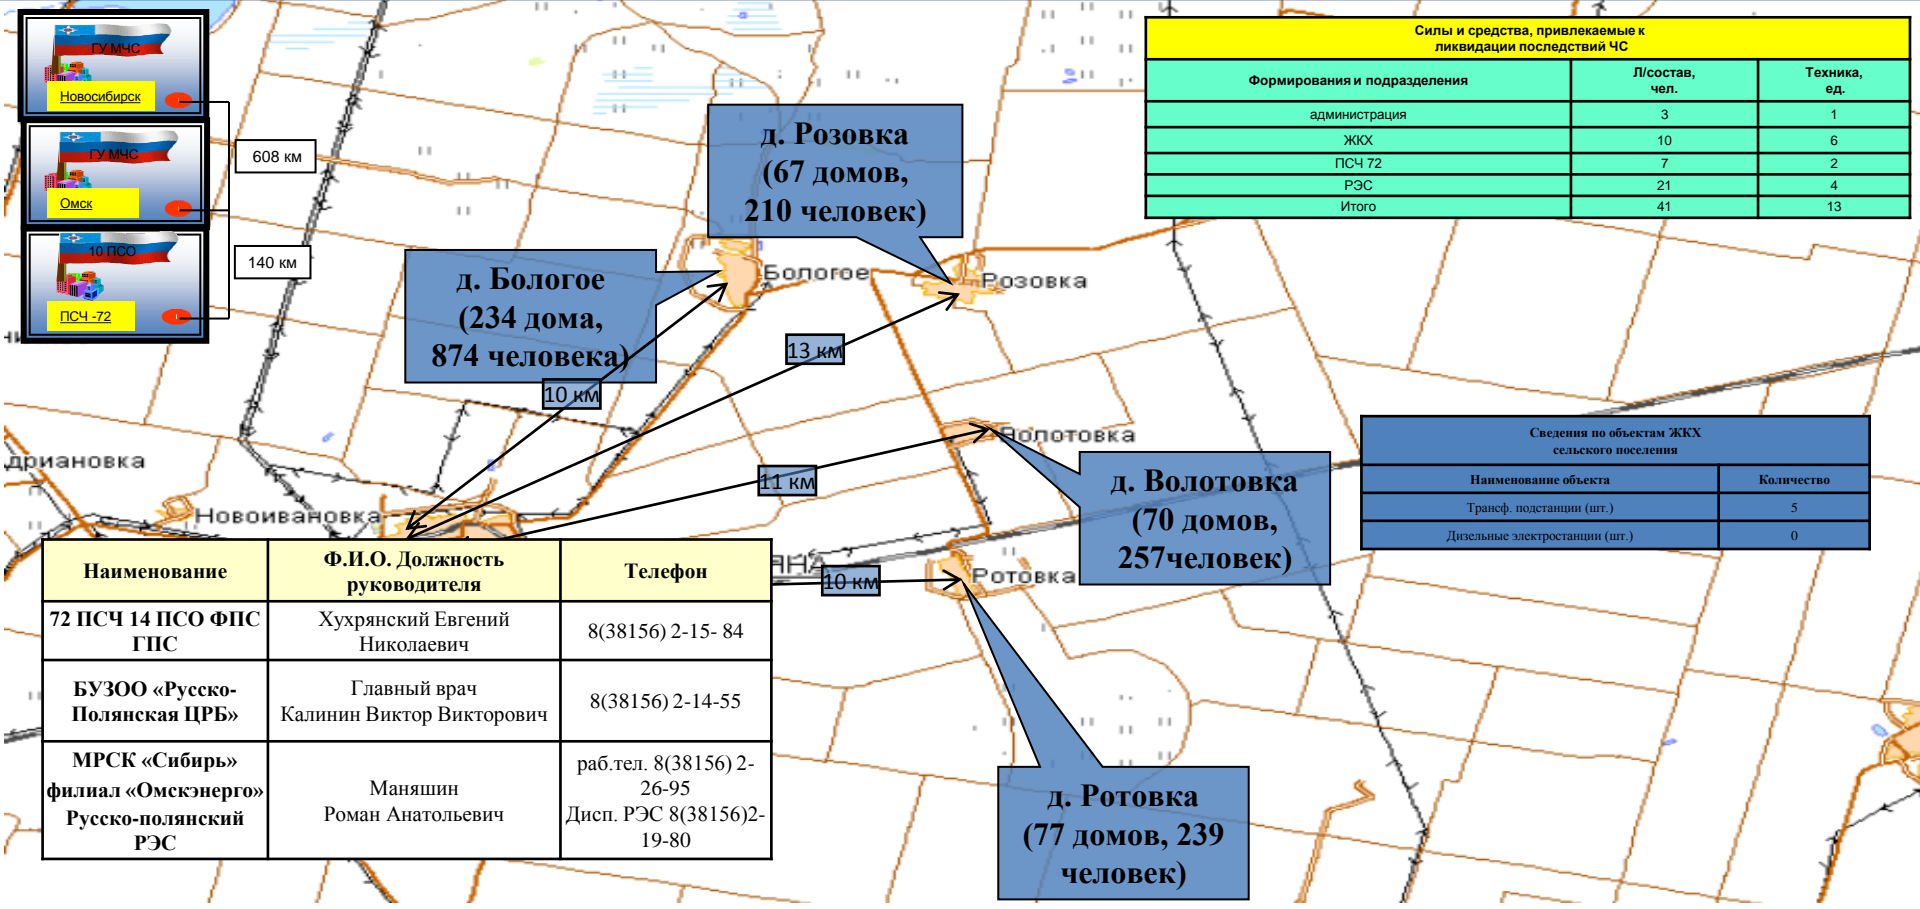 ГУ МЧС
Новосибирск
ГУ МЧС
Омск
10 ПСО
ПСЧ -72
608 км
140 км
Силы и средства, привлекаемые к
ликвидации последствий ЧС
Формирования и подразделения
Л/состав,
чел.
Техника,
ед.
администрация 3 1
ЖКХ 10 6
ПСЧ 72 7 2
РЭС 21 4
Итого 41 13
д. Розовка
(67 домов,
210 человек)
д. Бологое
(234 дома,
874 человека)
Бологое
Розовка
13 км
10 км
Волотовка
11 км
дриановка
Новоивановка
д. Волотовка
(70 домов,
257человек)
Сведения по объектам ЖКХ
сельского поселения
Наименование объекта Количество
Трансф. подстанции (шт.) 5
Дизельные электростанции (шт.) 0
ЯНА
10 км
Ротовка
Наименование
Ф.И.О. Должность
руководителя
Телефон
72 ПСЧ 14 ПСО ФПС
ГПС
Хухрянский Евгений
Николаевич
8(38156) 2-15- 84
БУЗОО «Русско-
Полянская ЦРБ»
Главный врач
Калинин Виктор Викторович
8(38156) 2-14-55
МРСК «Сибирь»
филиал «Омскэнерго»
Русско-полянский
РЭС
Маняшин
Роман Анатольевич
раб.тел. 8(38156) 2-
26-95
Дисп. РЭС 8(38156)2-
19-80
д. Ротовка
(77 домов, 239
человек)